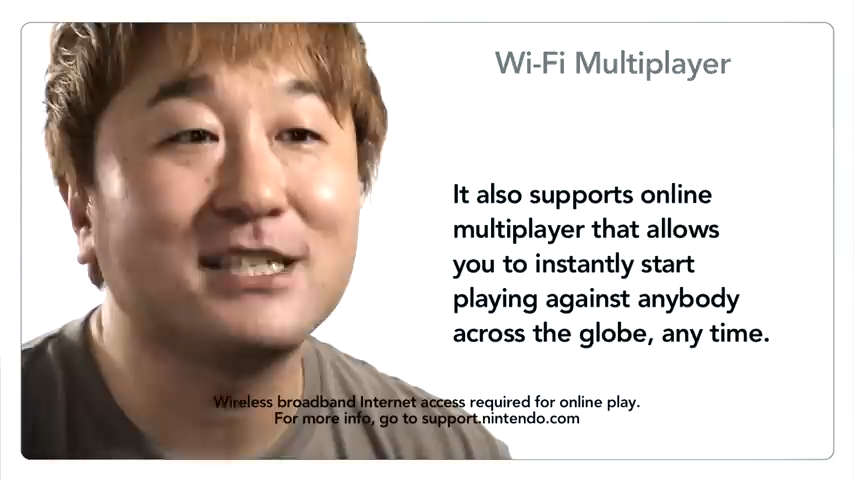 Wi-Fi Multiplayer
It also supports online
multiplayer that allows
you to instantly start
playing against anybody
across the globe, any time.
Wireless broadband Internet access required for online play.
For more info, go to support.nintendo.com